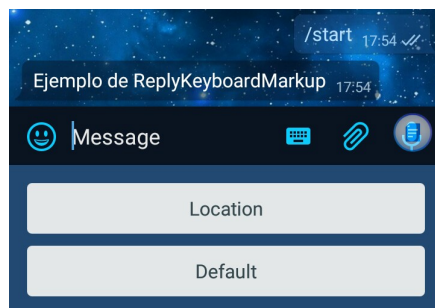 /start 17:54
Ejemplo de ReplyKeyboardMarkup 17:54
Message
Location
Default